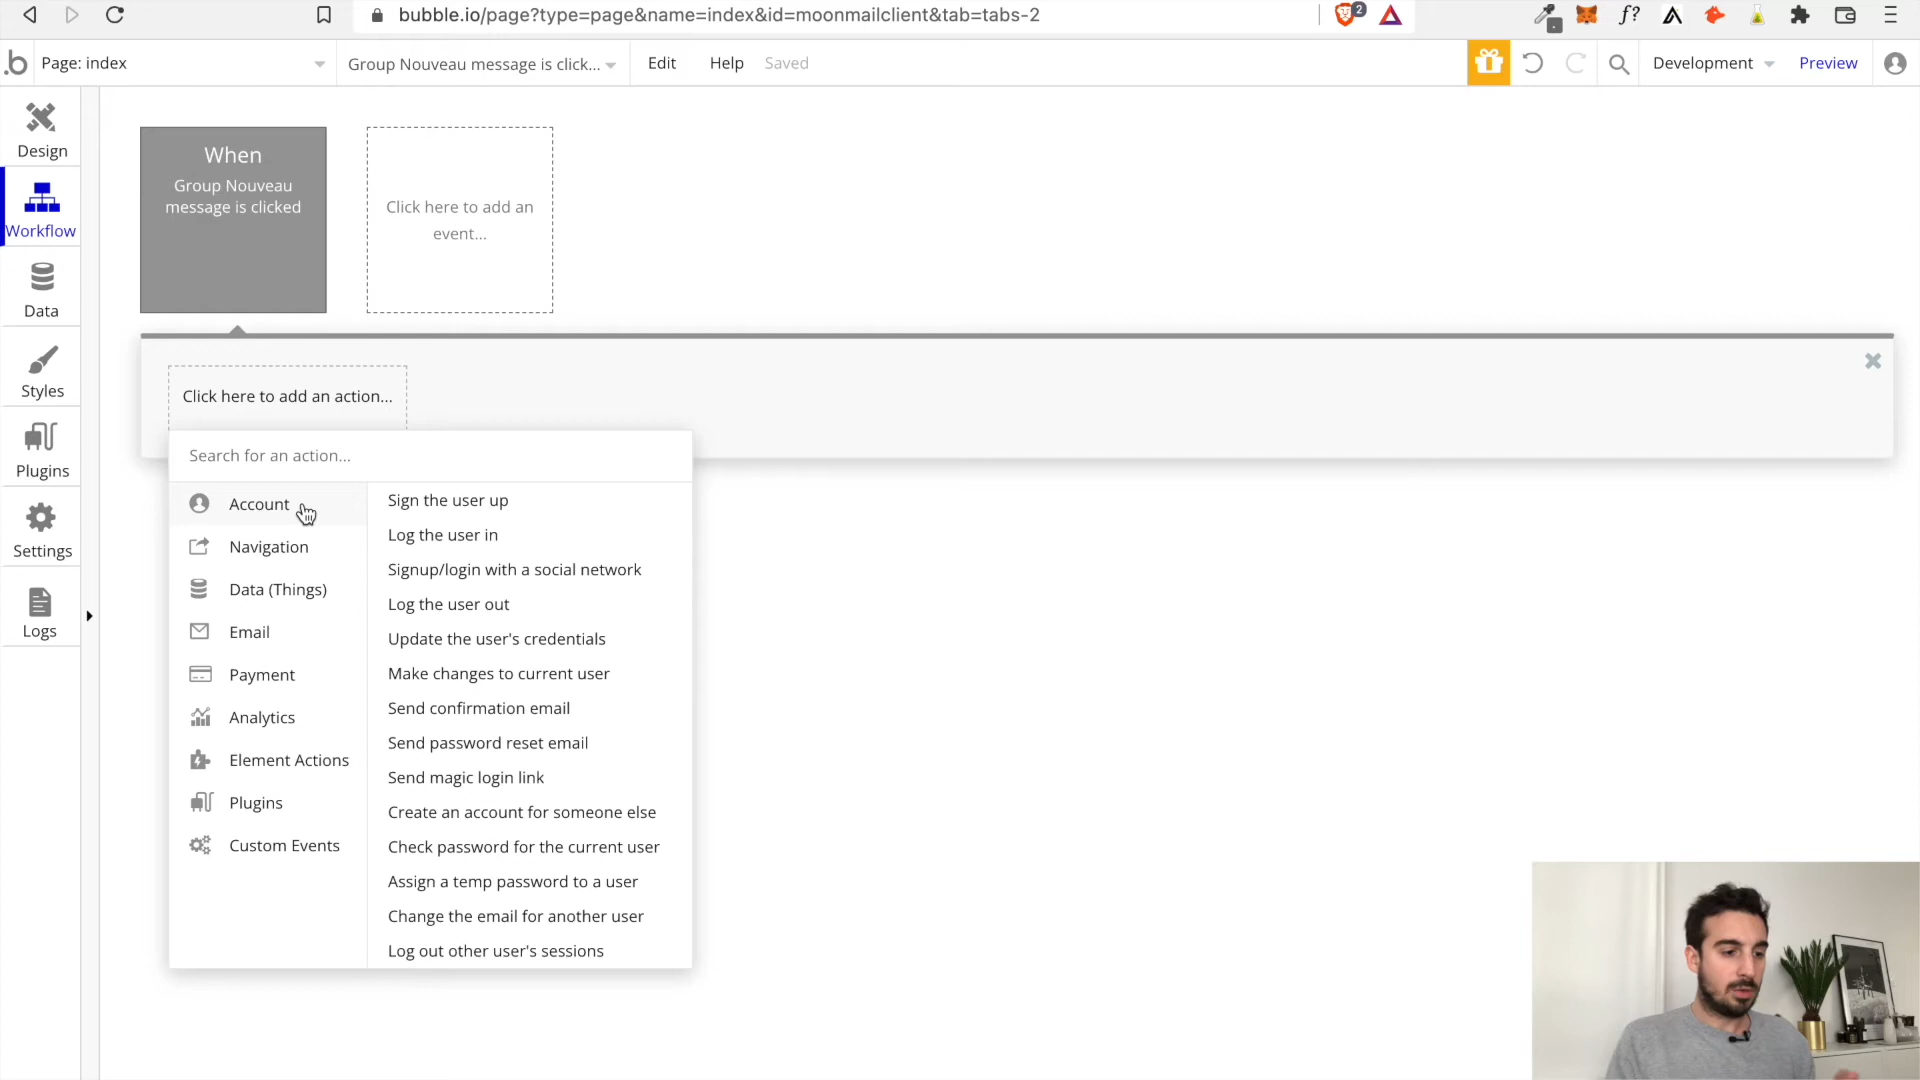 bubble.io/page?type=page&name=index&id=moonmailclient&tab=tabs-2
2
f?
.b
Page: index
Group Nouveau message is click...
Edit
Help
Saved
Development
Preview
Design
Workflow
Data
Styles
Plugins
Settings
Logs
When
Group Nouveau
message is clicked
Click here to add an
event...
Click here to add an action...
Search for an action...
Account
Navigation
Data (Things)
Email
Payment
Analytics
Element Actions
Plugins
Custom Events
Sign the user up
Log the user in
Signup/login with a social network
Log the user out
Update the user's credentials
Make changes to current user
Send confirmation email
Send password reset email
Send magic login link
Create an account for someone else
Check password for the current user
Assign a temp password to a user
Change the email for another user
Log out other user's sessions